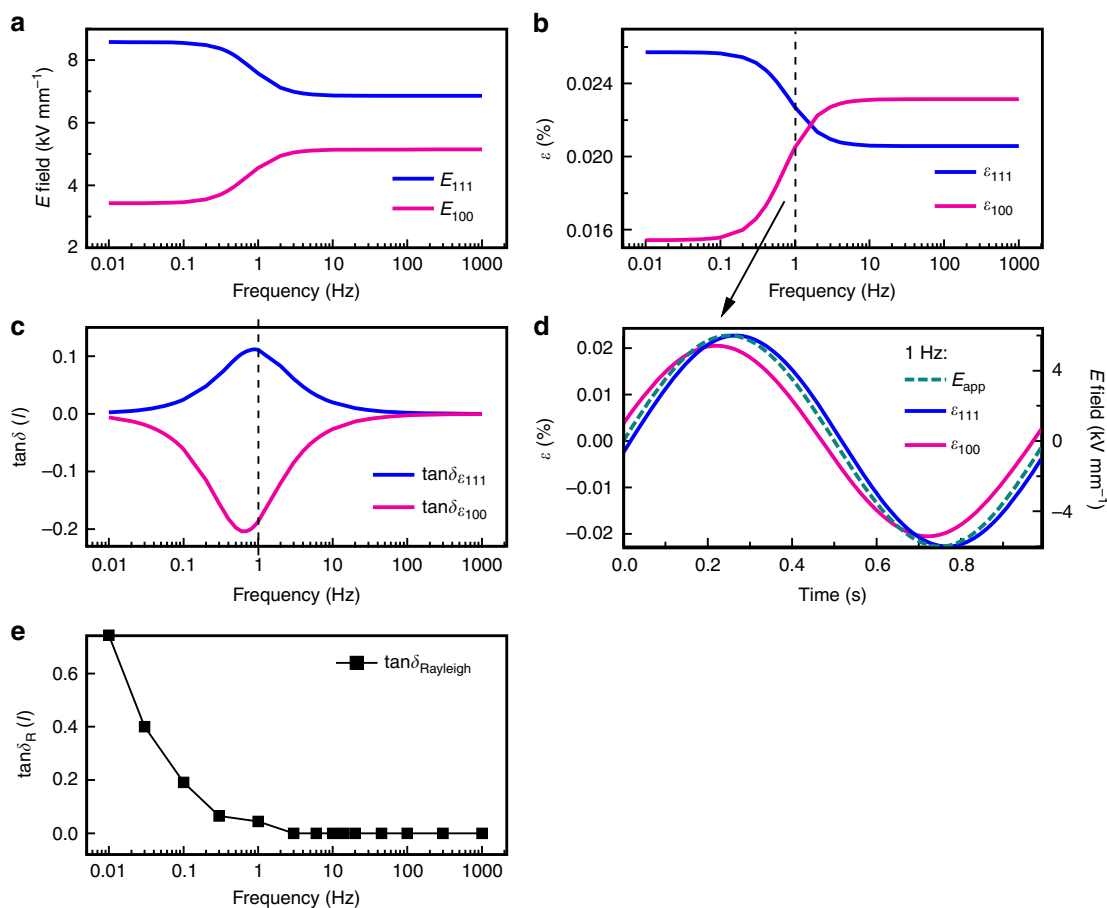 a
E field (kV mm⁻¹)
8
6
4
2
E₁₁₁
E₁₀₀
0.01 0.1 1 10 100 1000
Frequency (Hz)
b
ε (%)
0.024
0.020
0.016
ε₁₁₁
ε₁₀₀
0.01 0.1 1 10 100 1000
Frequency (Hz)
c
tanδ (/)
0.1
0.0
−0.1
−0.2
tanδε₁₁₁
tanδε₁₀₀
0.01 0.1 1 10 100 1000
Frequency (Hz)
d
ε (%)
0.02
0.01
0.00
−0.01
−0.02
1 Hz:
E_app
ε₁₁₁
ε₁₀₀
4
0
−4
E field (kV mm⁻¹)
0.0 0.2 0.4 0.6 0.8
Time (s)
e
tanδ_R (/)
0.6
0.4
0.2
0.0
tanδ_Rayleigh
0.01 0.1 1 10 100 1000
Frequency (Hz)